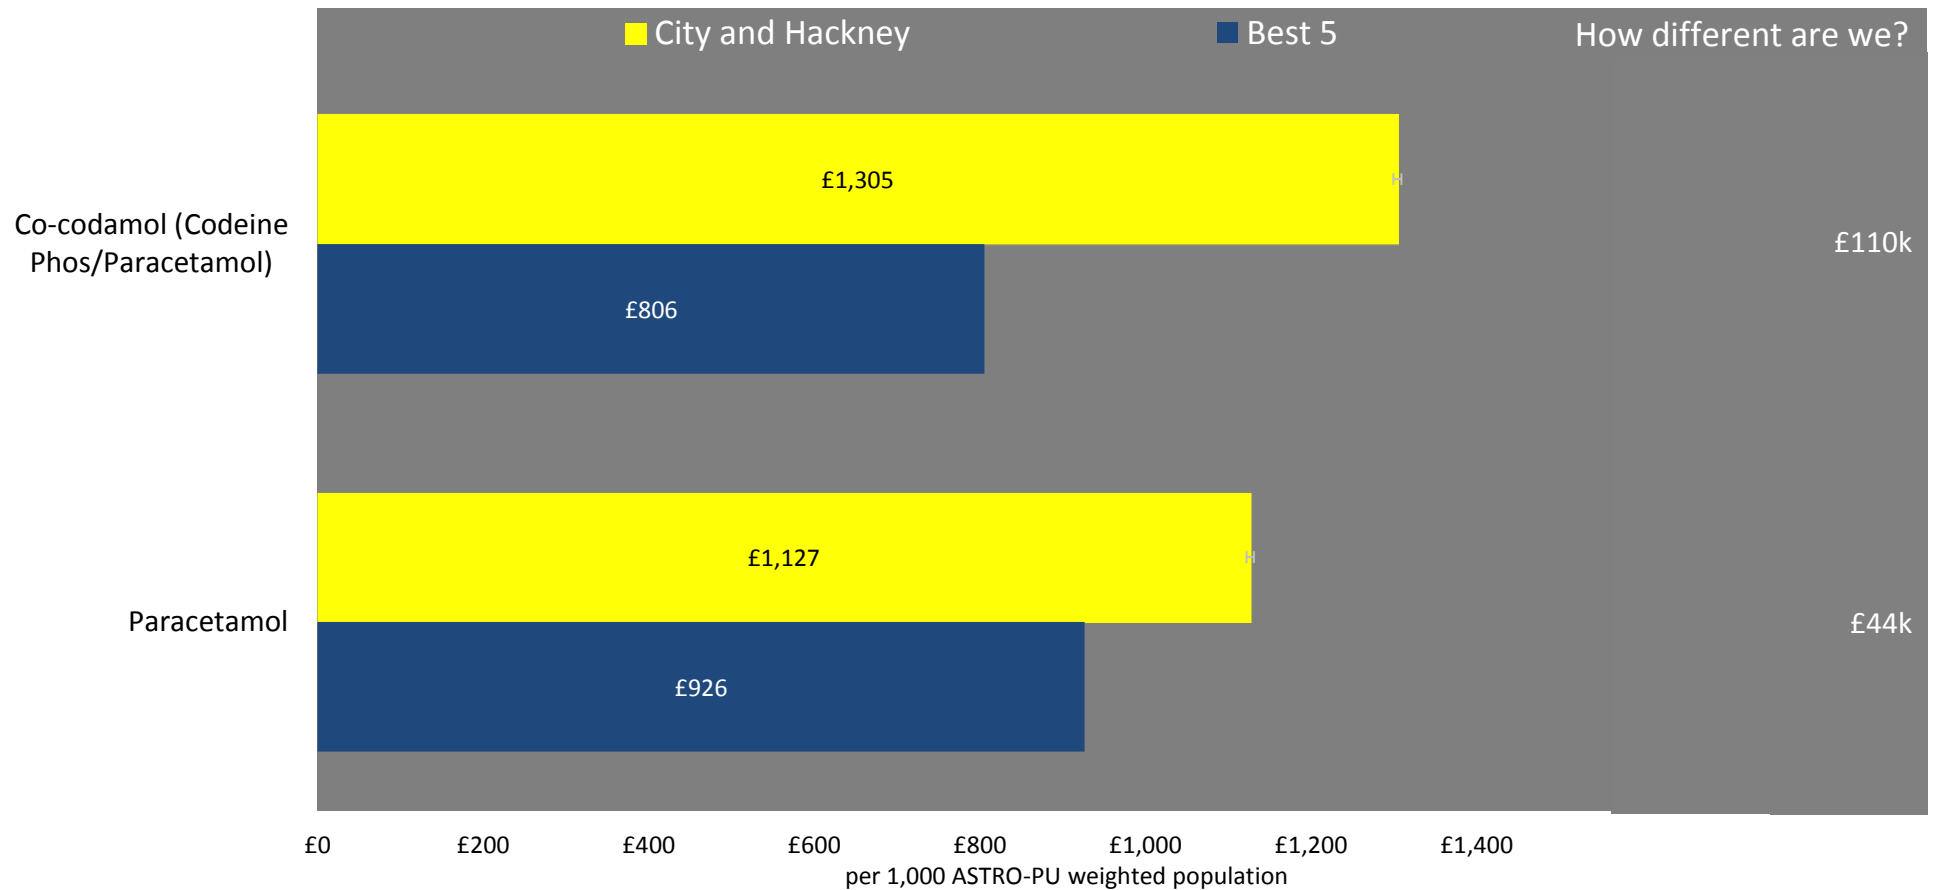 City and Hackney
Best 5
How different are we?
Co-codamol (Codeine
Phos/Paracetamol)
£1,305
£806
£110k
Paracetamol
£1,127
£926
£44k
£0 £200 £400 £600 £800 £1,000 £1,200 £1,400
per 1,000 ASTRO-PU weighted population